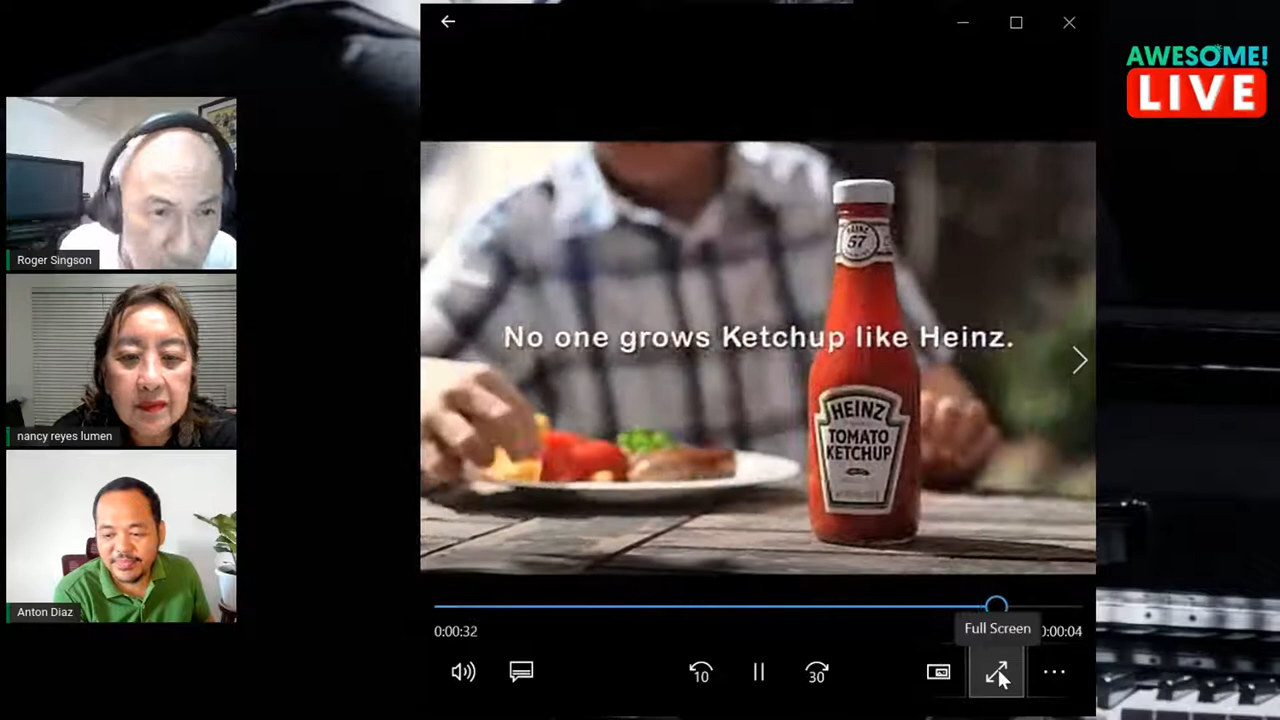 AWESOME!
LIVE
Roger Singson
nancy reyes lumen
Anton Diaz
HEINZ
57
No one grows Ketchup like Heinz.
HEINZ
TOMATO
KETCHUP
0:00:32
Full Screen
0:00:04
10
30